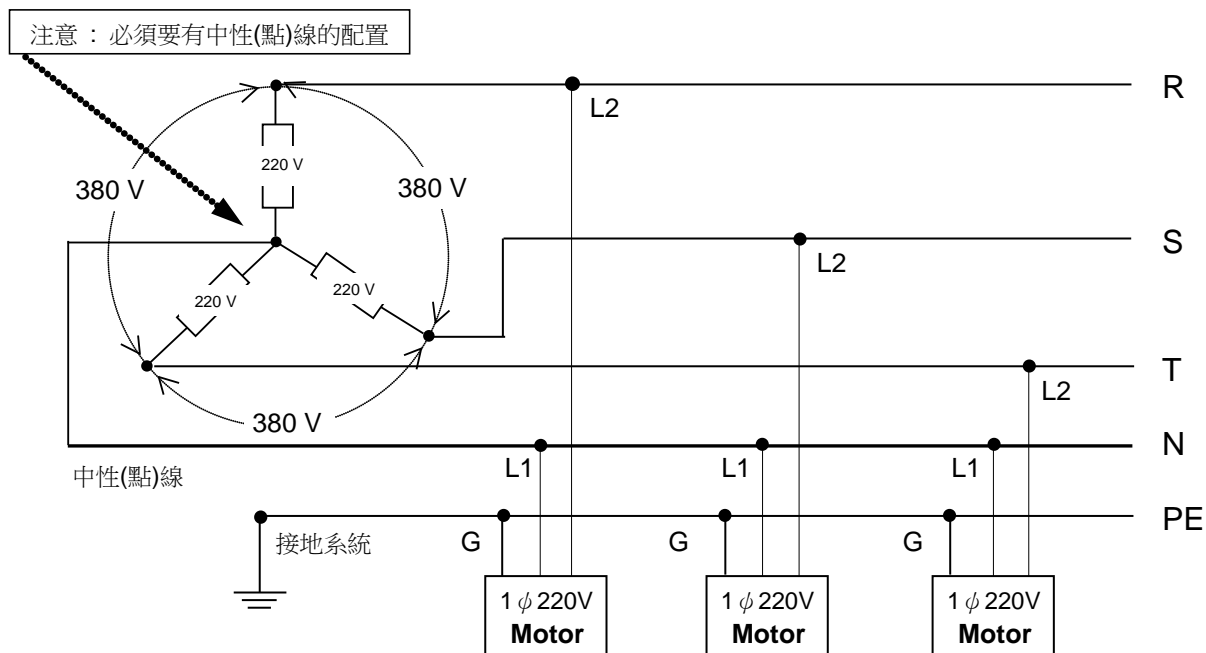 注意 : 必須要有中性(點)線的配置
R
L2
220 V
380 V
380 V
S
L2
220 V
220 V
T
L2
380 V
N
L1
L1
L1
中性(點)線
PE
接地系統
G
G
G
1 ϕ 220V
Motor
1 ϕ 220V
Motor
1 ϕ 220V
Motor